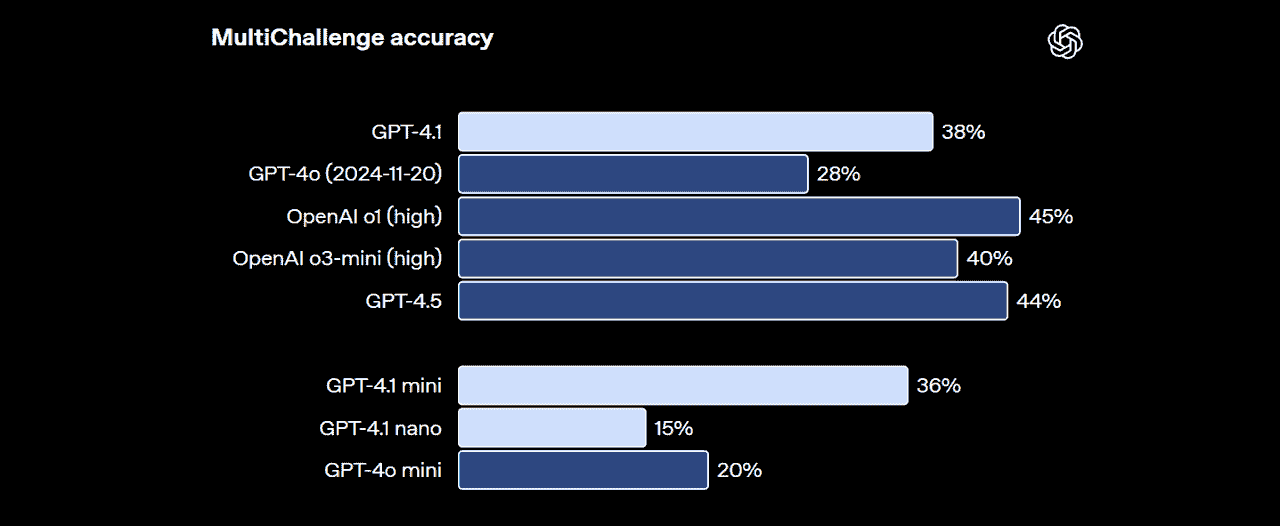 MultiChallenge accuracy
GPT-4.1 38%
GPT-4o (2024-11-20) 28%
OpenAI o1 (high) 45%
OpenAI o3-mini (high) 40%
GPT-4.5 44%
GPT-4.1 mini 36%
GPT-4.1 nano 15%
GPT-4o mini 20%